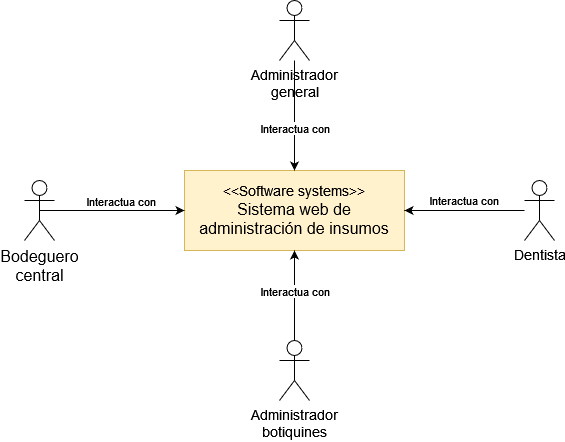 Administrador
general
Interactua con
<<Software systems>>
Sistema web de
administración de insumos
Interactua con
Bodeguero
central
Interactua con
Dentista
Interactua con
Administrador
botiquines